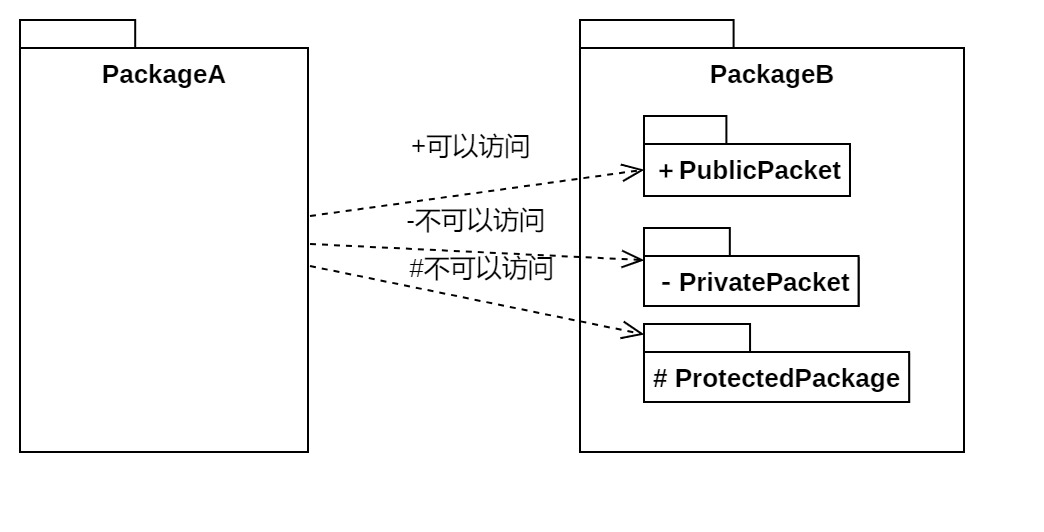 PackageA
PackageB
+可以访问
+ PublicPacket
-不可以访问
- PrivatePacket
#不可以访问
# ProtectedPackage